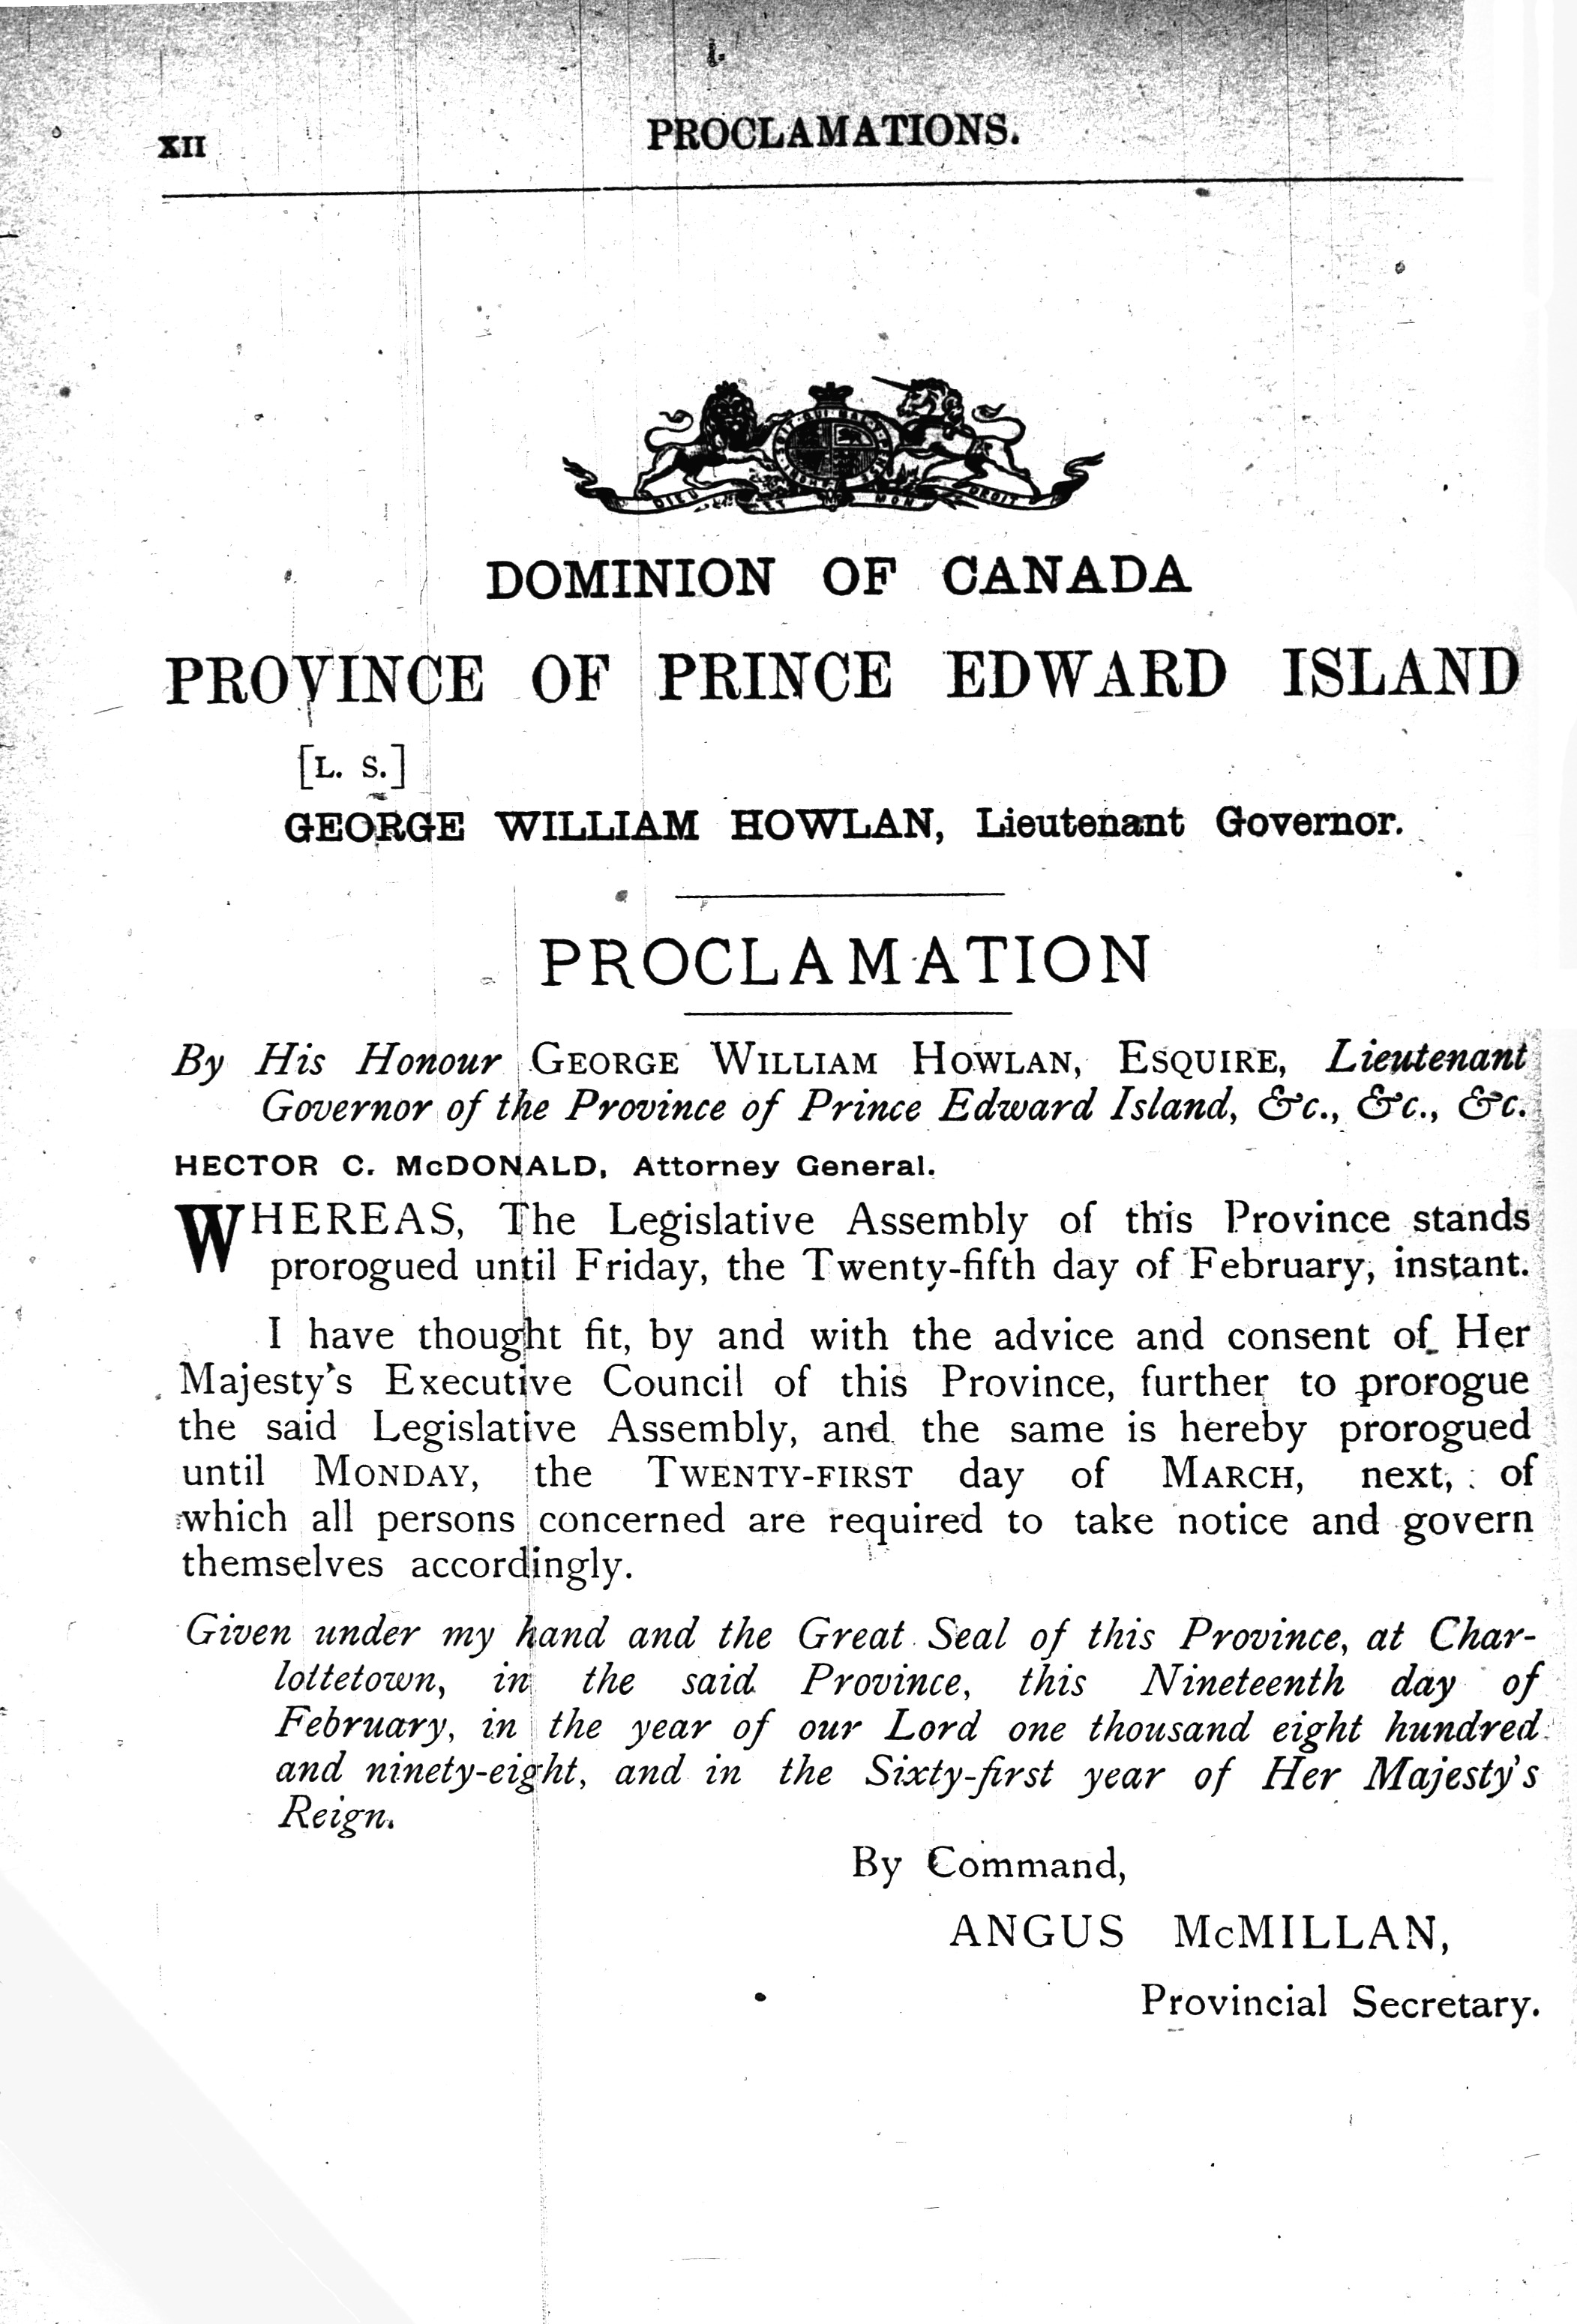 XII
PROCLAMATIONS.
DIEU ET MON DROIT
DOMINION OF CANADA
PROVINCE OF PRINCE EDWARD ISLAND
[L. S.]
GEORGE WILLIAM HOWLAN, Lieutenant Governor.
PROCLAMATION
By His Honour GEORGE WILLIAM HOWLAN, ESQUIRE, Lieutenant
Governor of the Province of Prince Edward Island, &c., &c., &c.
HECTOR C. McDONALD, Attorney General.
WHEREAS, The Legislative Assembly of this Province stands
prorogued until Friday, the Twenty-fifth day of February, instant.
I have thought fit, by and with the advice and consent of Her
Majesty's Executive Council of this Province, further to prorogue
the said Legislative Assembly, and the same is hereby prorogued
until MONDAY, the TWENTY-FIRST day of MARCH, next, of
which all persons concerned are required to take notice and govern
themselves accordingly.
Given under my hand and the Great Seal of this Province, at Char-
lottetown, in the said Province, this Nineteenth day of
February, in the year of our Lord one thousand eight hundred
and ninety-eight, and in the Sixty-first year of Her Majesty's
Reign.
By Command,
ANGUS McMILLAN,
Provincial Secretary.